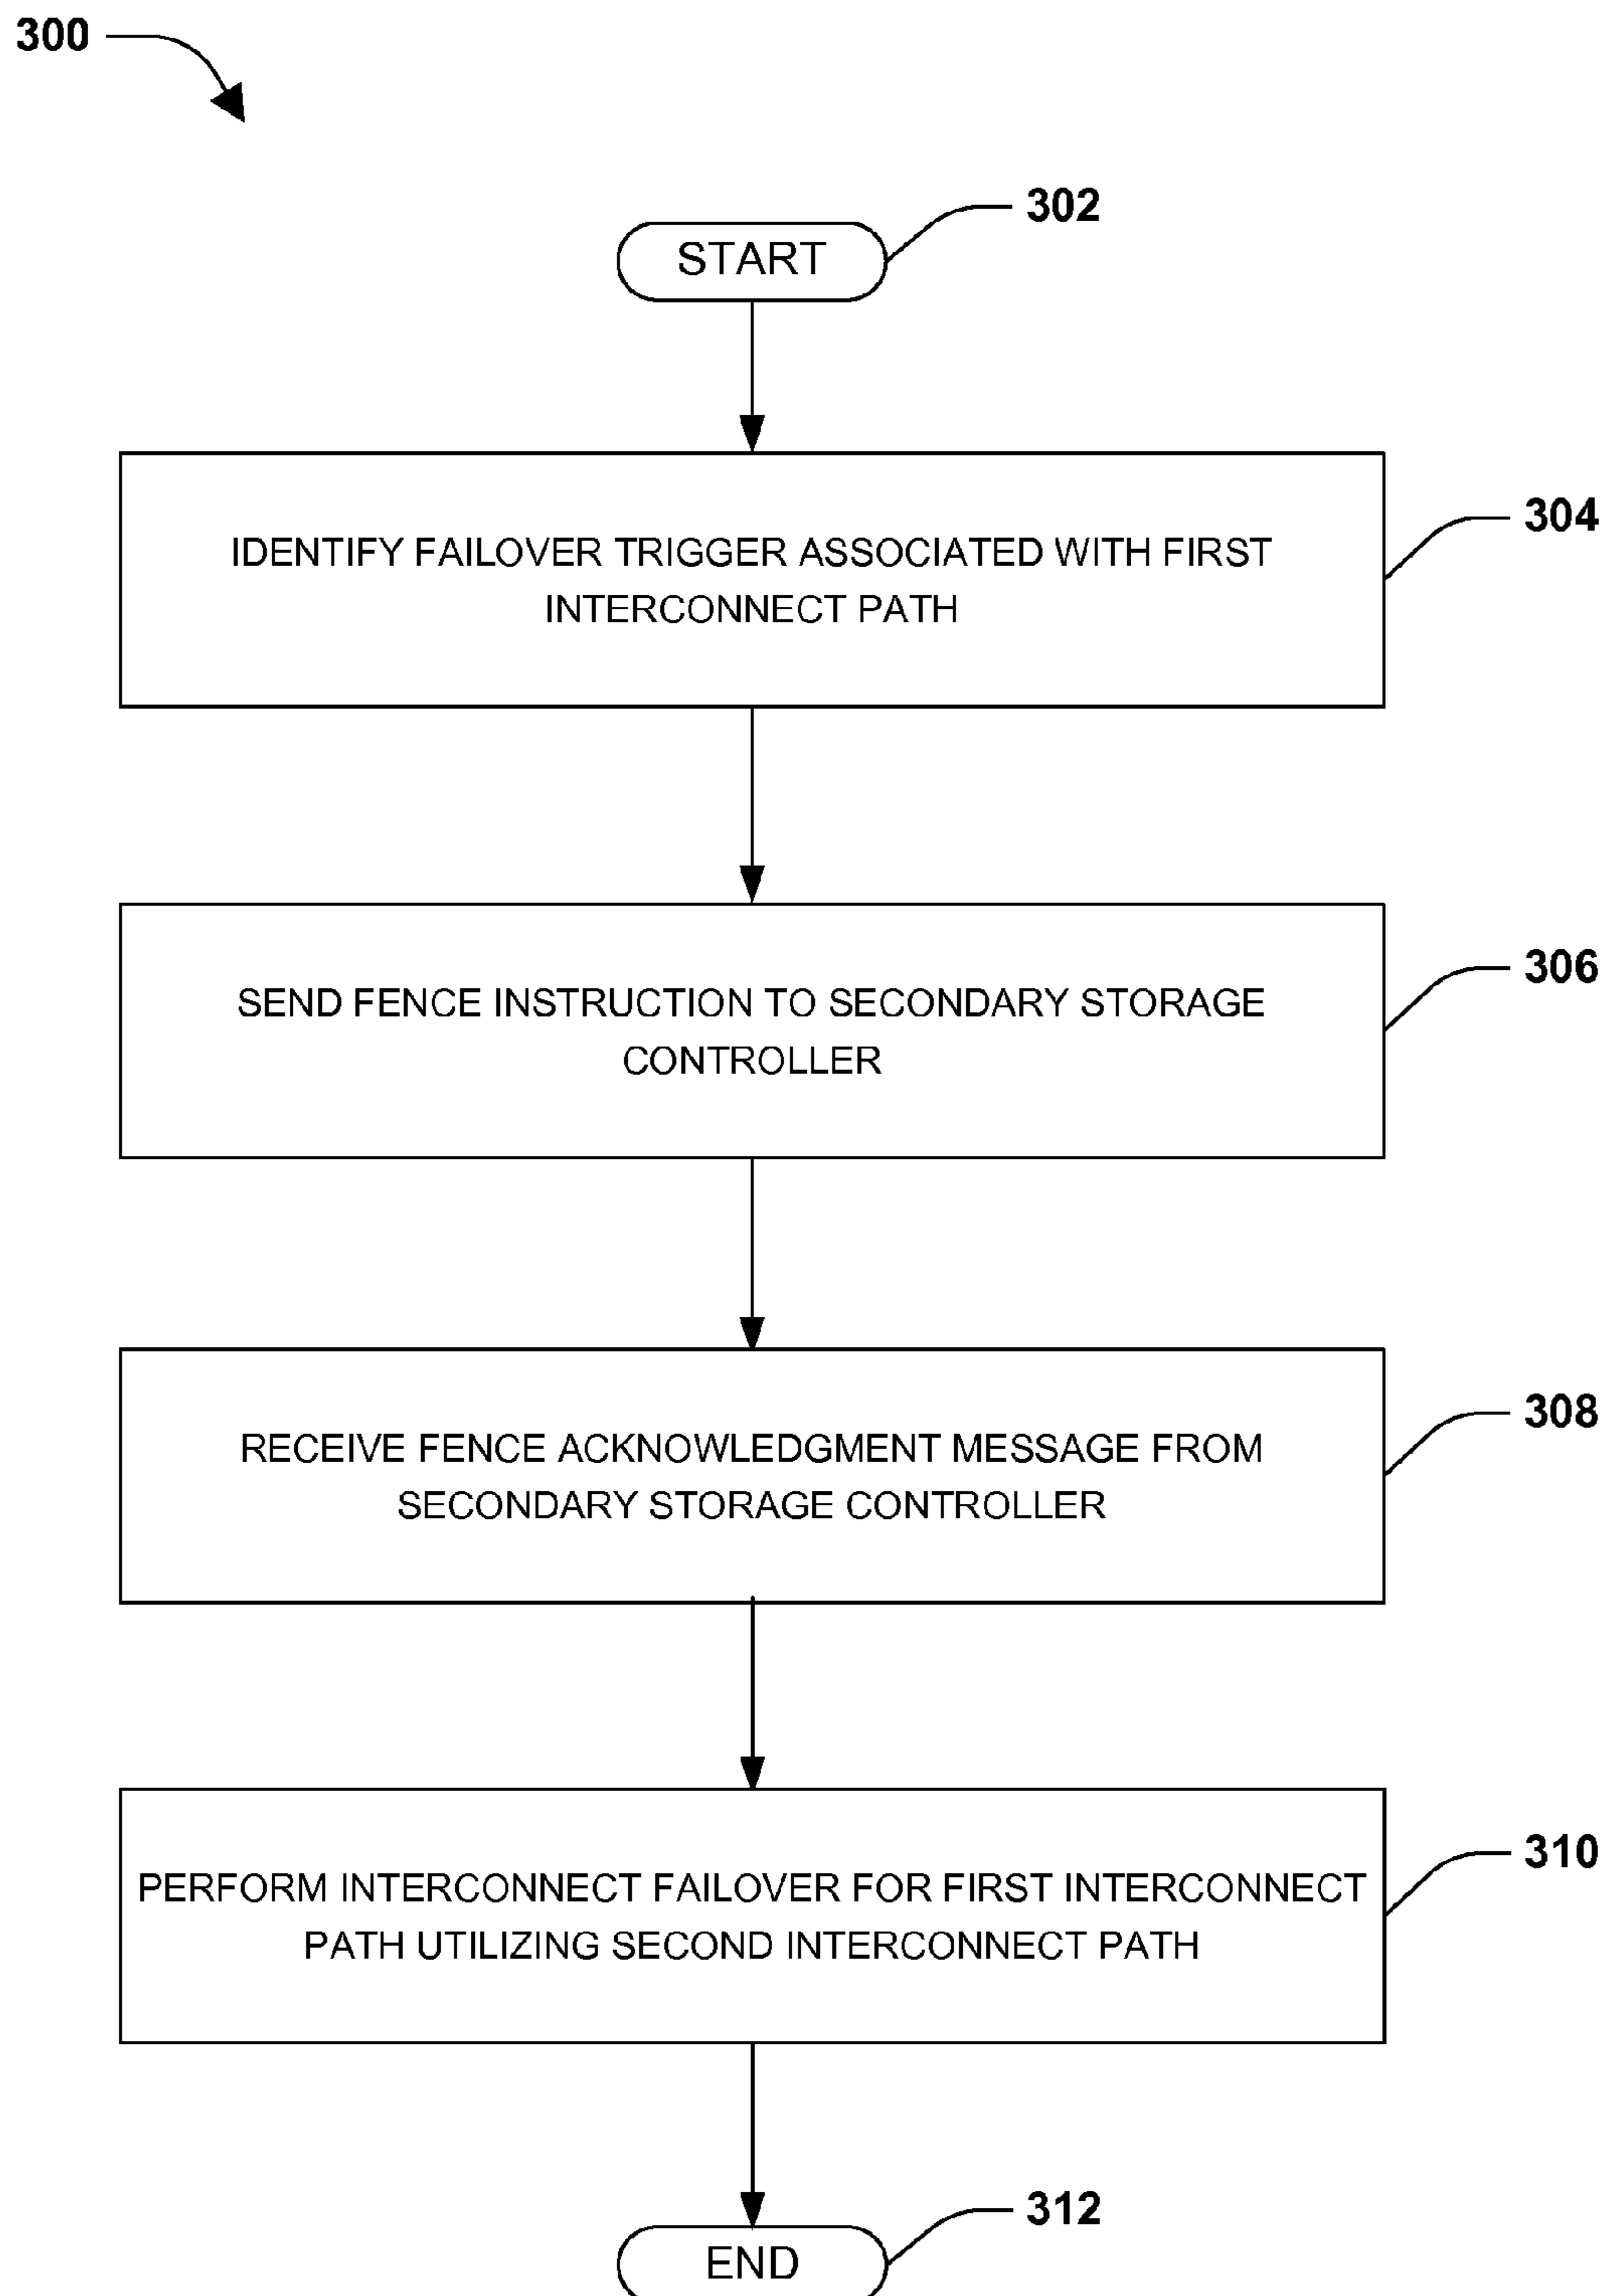 300
302
START
304
IDENTIFY FAILOVER TRIGGER ASSOCIATED WITH FIRST
INTERCONNECT PATH
306
SEND FENCE INSTRUCTION TO SECONDARY STORAGE
CONTROLLER
308
RECEIVE FENCE ACKNOWLEDGMENT MESSAGE FROM
SECONDARY STORAGE CONTROLLER
310
PERFORM INTERCONNECT FAILOVER FOR FIRST INTERCONNECT
PATH UTILIZING SECOND INTERCONNECT PATH
312
END